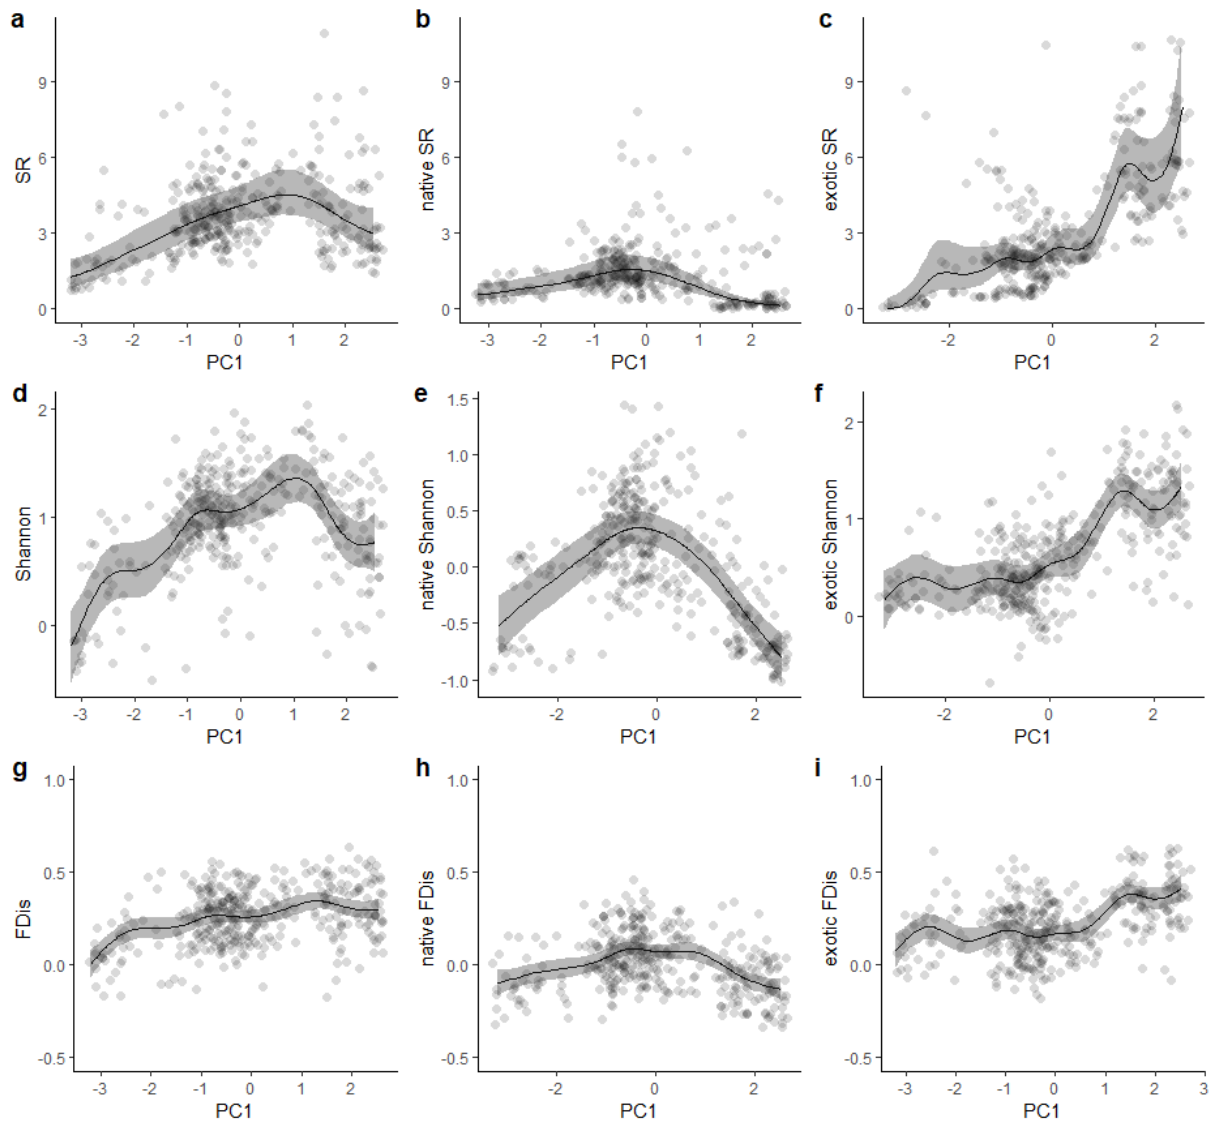 a
b
c
9
6
3
0
SR
-3 -2 -1 0 1 2
PC1
9
6
3
0
native SR
-3 -2 -1 0 1 2
PC1
9
6
3
0
exotic SR
-2 0 2
PC1
d
e
f
2
1
0
Shannon
-3 -2 -1 0 1 2
PC1
1.5
1.0
0.5
0.0
-0.5
-1.0
native Shannon
-2 0 2
PC1
2
1
0
exotic Shannon
-2 0 2
PC1
g
h
i
1.0
0.5
0.0
-0.5
FDis
-3 -2 -1 0 1 2
PC1
1.0
0.5
0.0
-0.5
native FDis
-2 0 2
PC1
1.0
0.5
0.0
-0.5
exotic FDis
-3 -2 -1 0 1 2 3
PC1